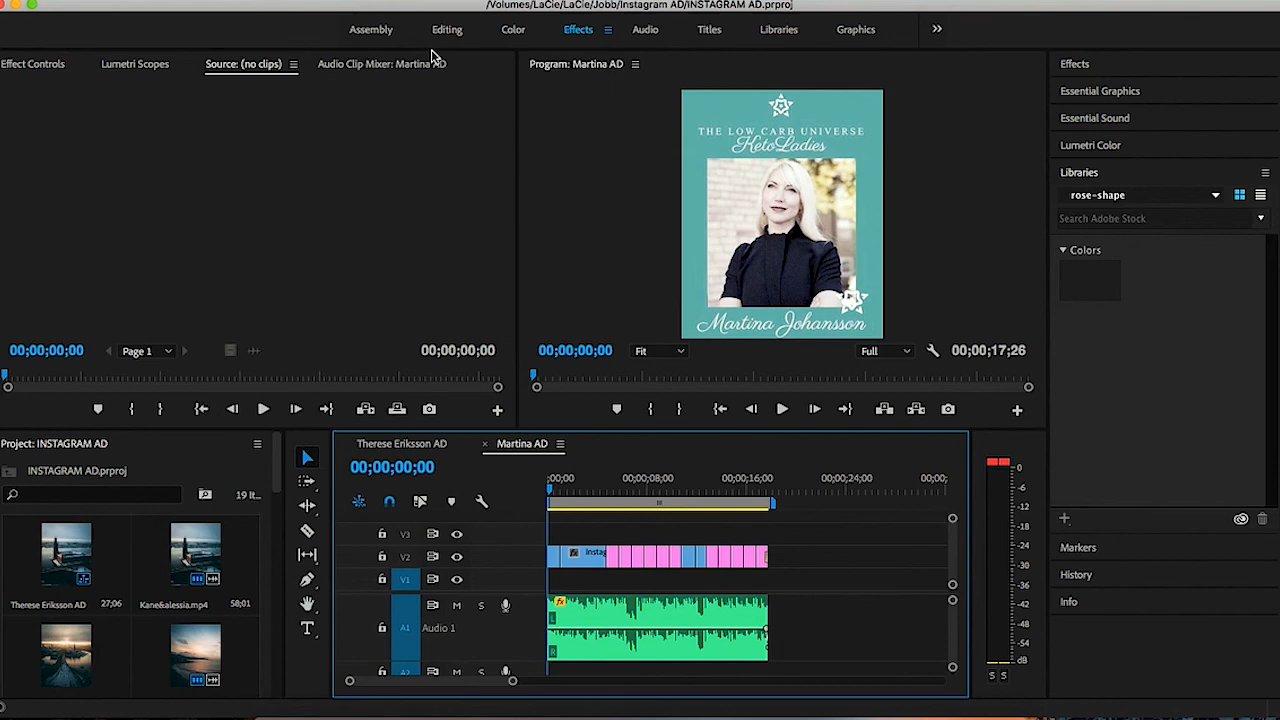 /Volumes/LaCie/LaCie/Jobb/Instagram AD/INSTAGRAM AD.prproj
Assembly Editing Color Effects Audio Titles Libraries Graphics
Effect Controls Lumetri Scopes Source: (no clips) Audio Clip Mixer: Martina AD
Program: Martina AD
THE LOW CARB UNIVERSE
KetoLadies
Martina Johansson
00;00;00;00 Page 1 00;00;00;00
00;00;00;00 Fit Full 00;00;17;26
Effects
Essential Graphics
Essential Sound
Lumetri Color
Libraries
rose-shape
Search Adobe Stock
Colors
Markers
History
Info
Project: INSTAGRAM AD
INSTAGRAM AD.prproj
19 It...
Therese Eriksson AD 27;06
Kane&alessia.mp4 58;01
Therese Eriksson AD Martina AD
00;00;00;00
;00;00 00;00;08;00 00;00;16;00 00;00;24;00 00;00;
V3
V2 Instag
V1
M S
L
A1 Audio 1
R
A2 M S
0
-6
-12
-18
-24
-30
-36
-42
-48
-54
dB
S S